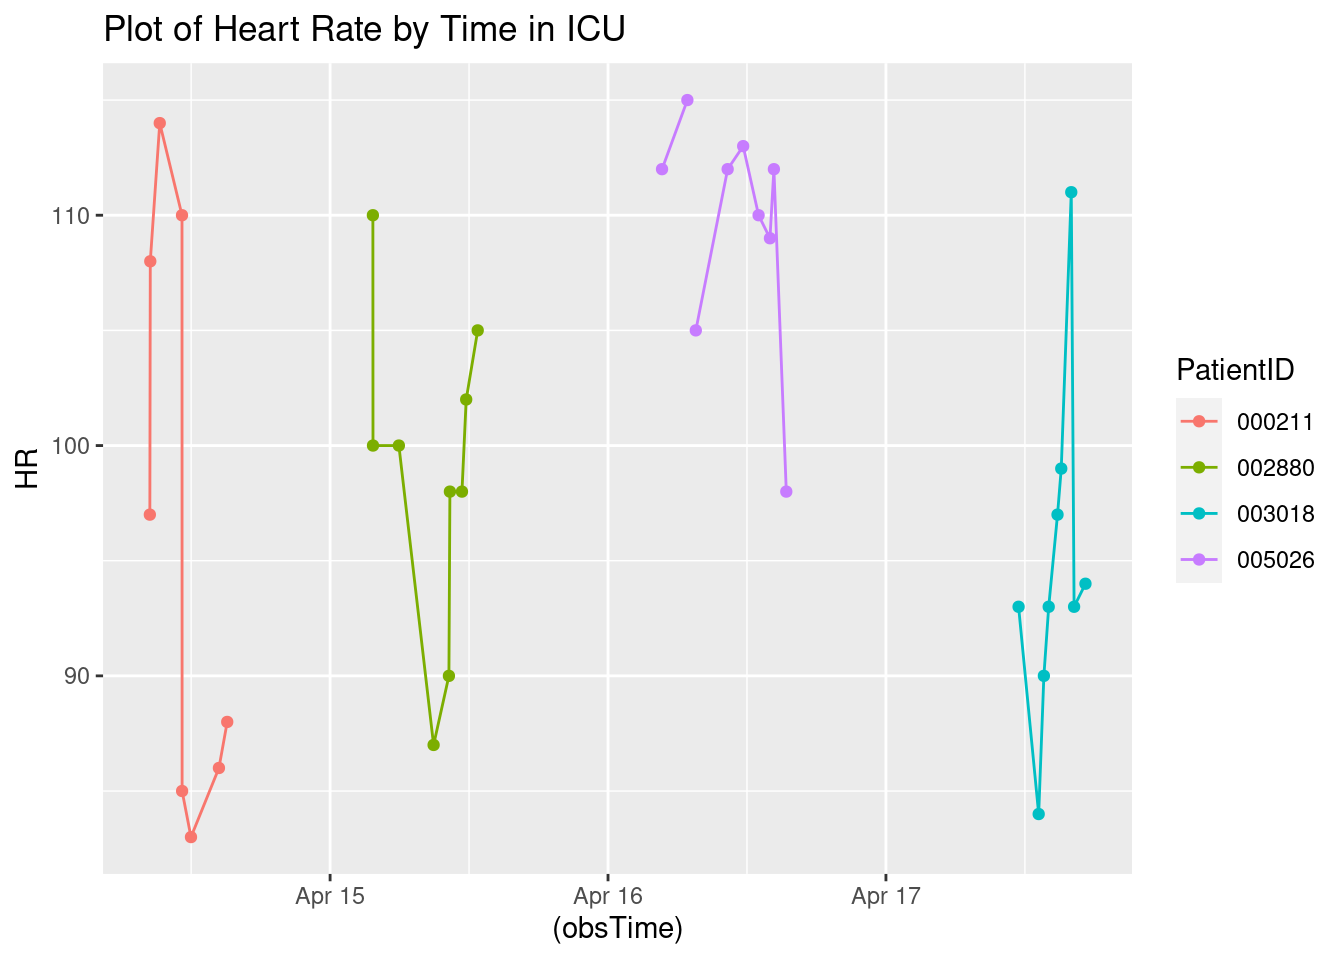 Plot of Heart Rate by Time in ICU
HR
110
100
90
Apr 15
Apr 16
Apr 17
(obsTime)
PatientID
000211
002880
003018
005026